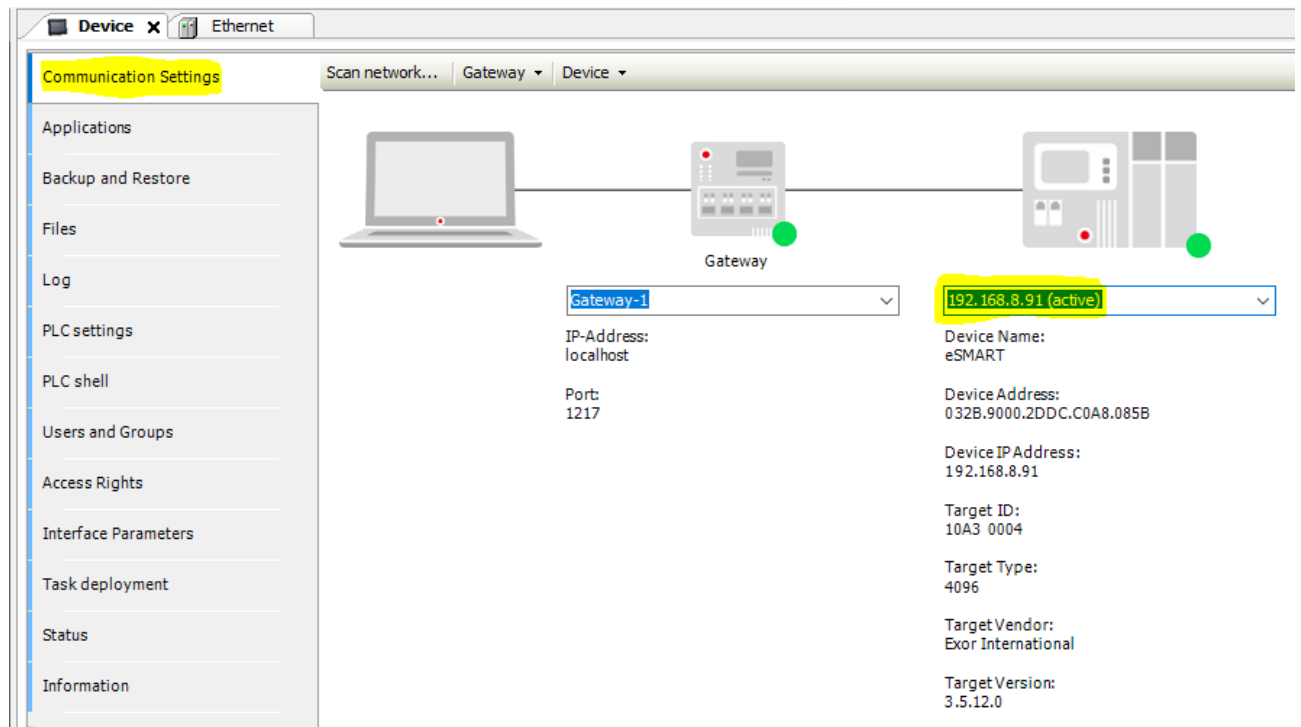 Device
Ethernet
Communication Settings
Applications
Backup and Restore
Files
Log
PLC settings
PLC shell
Users and Groups
Access Rights
Interface Parameters
Task deployment
Status
Information
Scan network... Gateway Device
Gateway
Gateway-1
IP-Address:
localhost
Port:
1217
192.168.8.91 (active)
Device Name:
eSMART
Device Address:
032B.9000.2DDC.C0A8.085B
Device IP Address:
192.168.8.91
Target ID:
10A3 0004
Target Type:
4096
Target Vendor:
Exor International
Target Version:
3.5.12.0